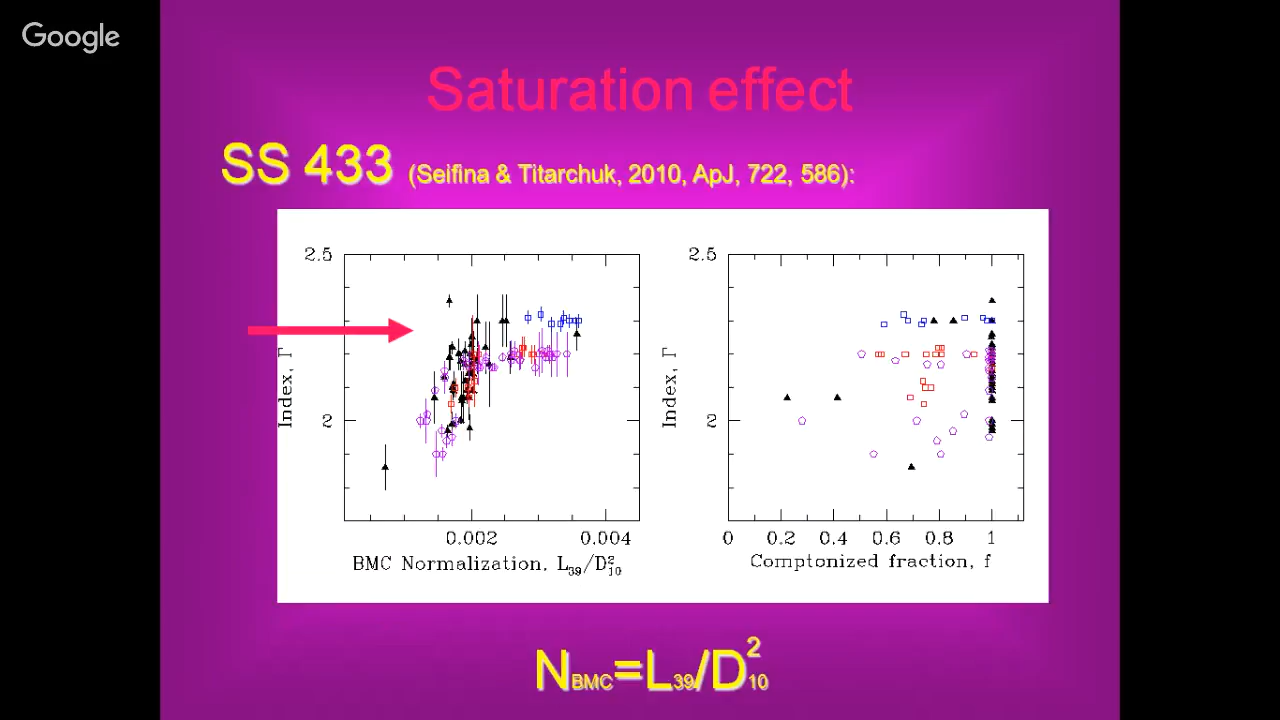 Google
Saturation effect
SS 433 (Seifina & Titarchuk, 2010, ApJ, 722, 586):
2.5
2
Index, Γ
0.002 0.004
BMC Normalization, L39/D²10
2.5
2
Index, Γ
0 0.2 0.4 0.6 0.8 1
Comptonized fraction, f
NBMC=L39/D²10